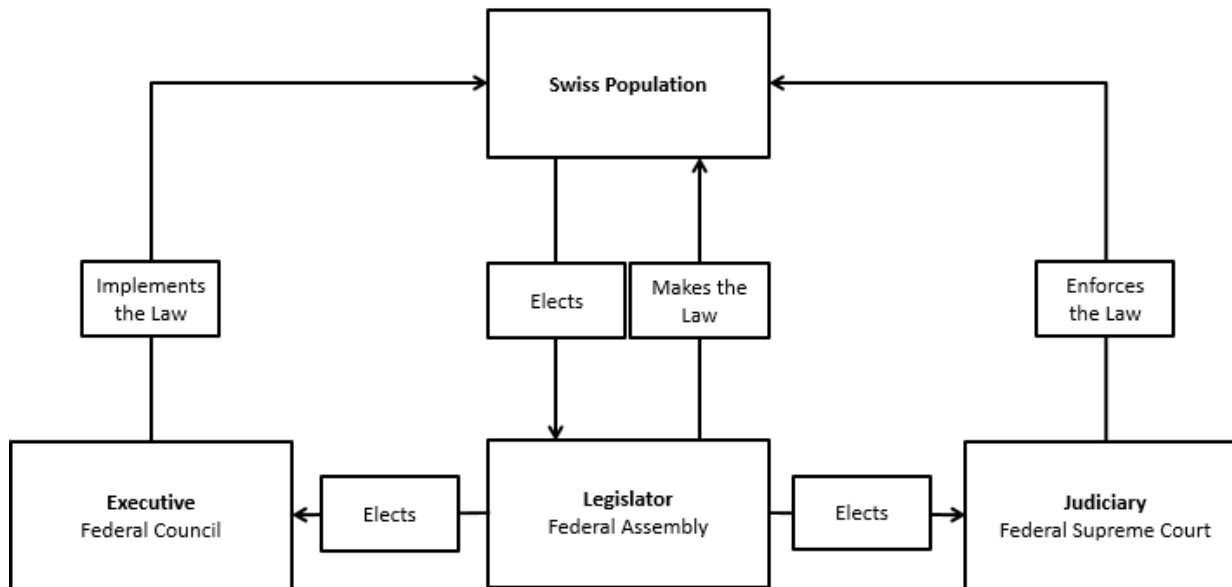 Swiss Population
Implements
the Law
Elects
Makes the
Law
Enforces
the Law
Executive
Federal Council
Elects
Legislator
Federal Assembly
Elects
Judiciary
Federal Supreme Court